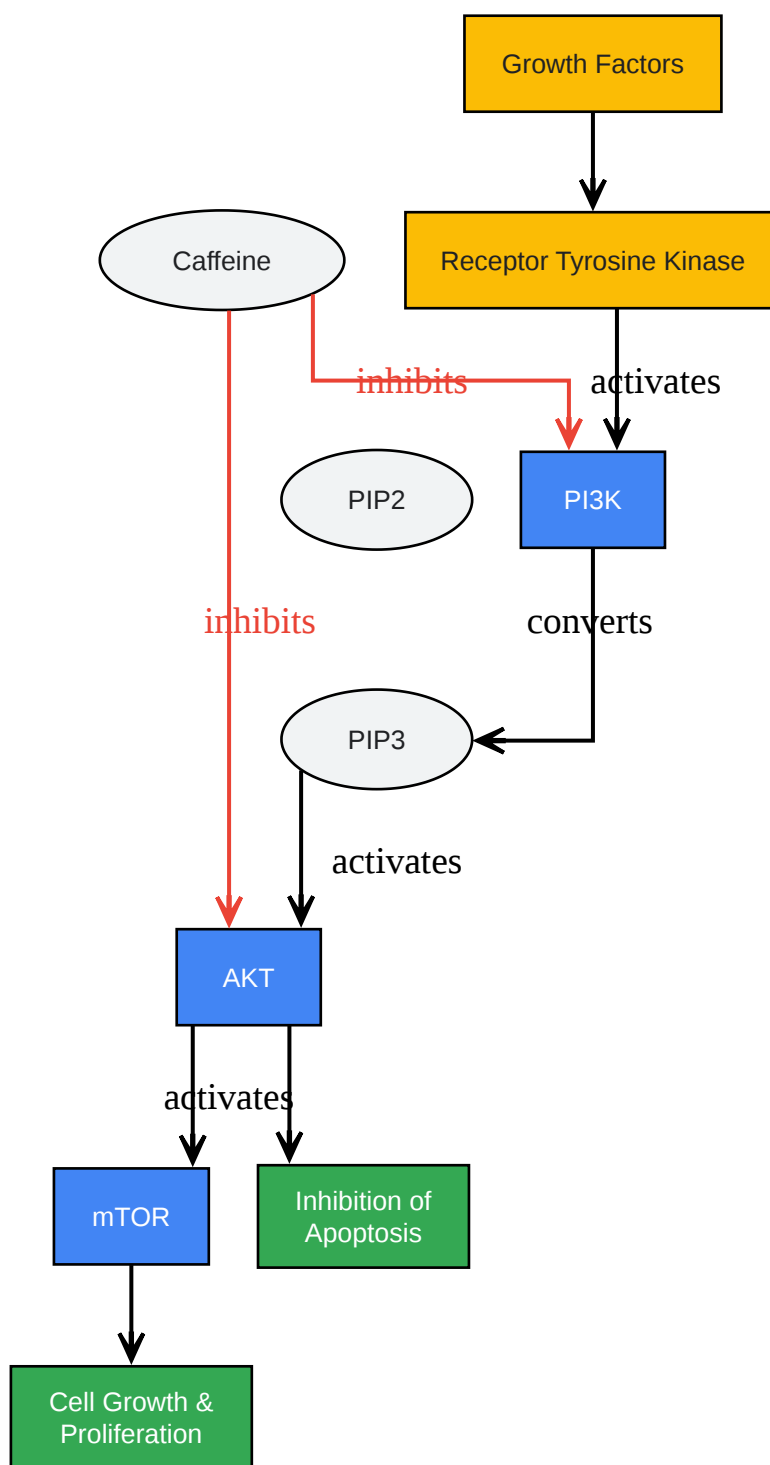 Growth Factors
Caffeine
Receptor Tyrosine Kinase
inhibits
activates
PIP2
PI3K
inhibits
converts
PIP3
activates
AKT
activates
mTOR
Inhibition of
Apoptosis
Cell Growth &
Proliferation